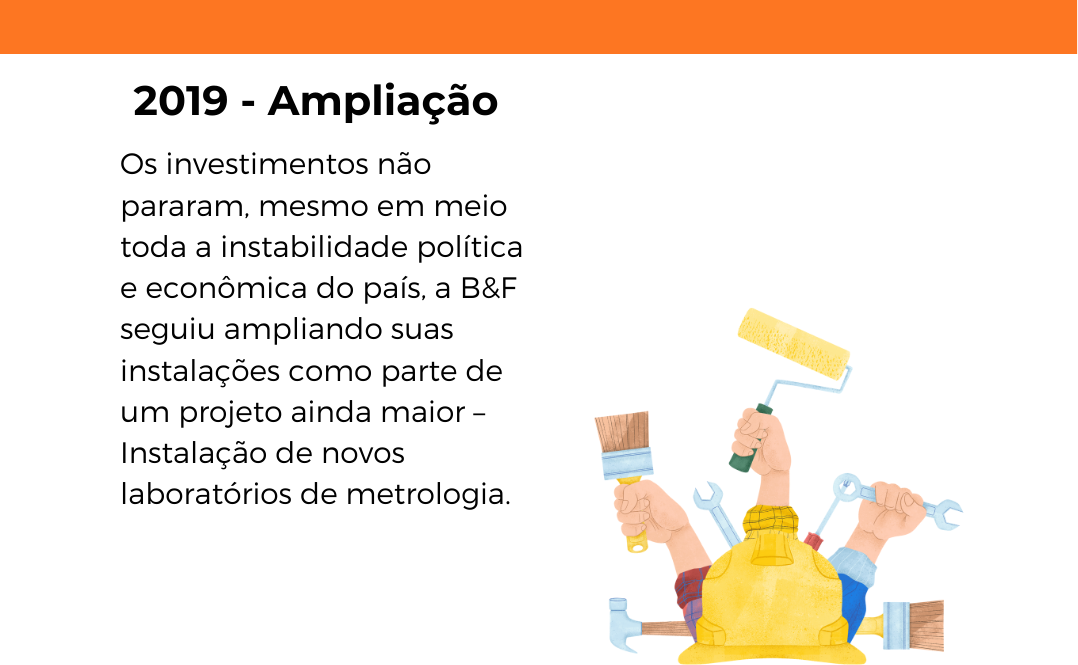 2019 - Ampliação
Os investimentos não
pararam, mesmo em meio
toda a instabilidade política
e econômica do país, a B&F
seguiu ampliando suas
instalações como parte de
um projeto ainda maior –
Instalação de novos
laboratórios de metrologia.